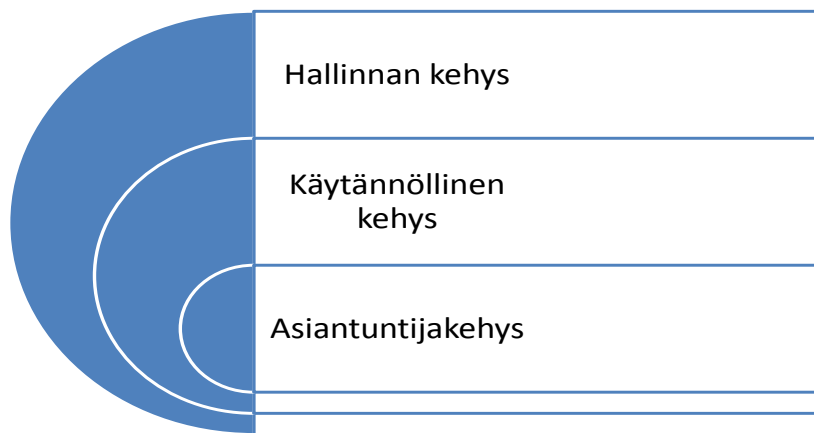 Hallinnan kehys
Käytännöllinen
kehys
Asiantuntijakehys